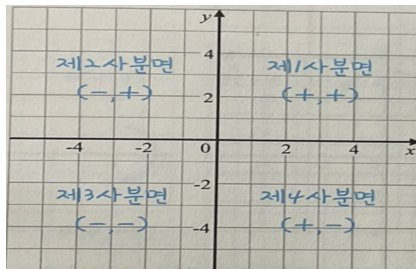 y
4
제2사분면 제1사분면
(-,+) 2 (+,+)
-4 -2 0 2 4 x
-2
제3사분면 제4사분면
(-,-) -4 (+,-)